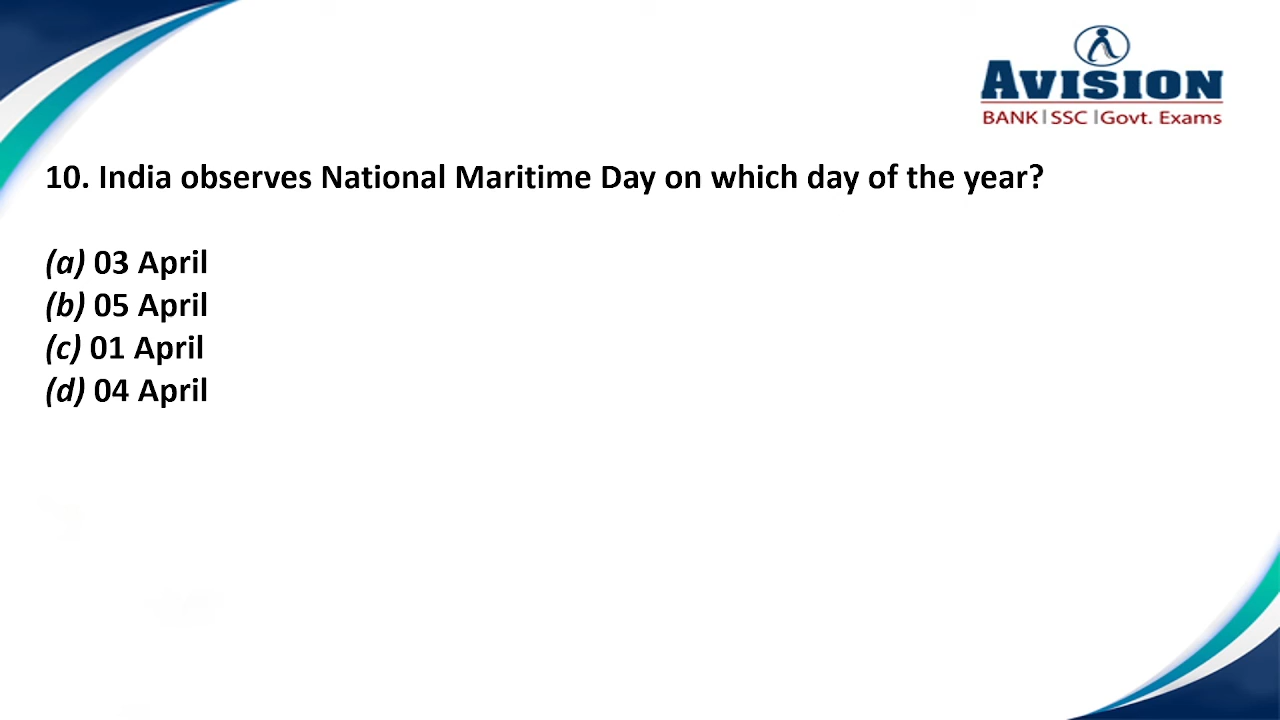 AVISION
BANK|SSC|Govt. Exams
10. India observes National Maritime Day on which day of the year?
(a) 03 April
(b) 05 April
(c) 01 April
(d) 04 April